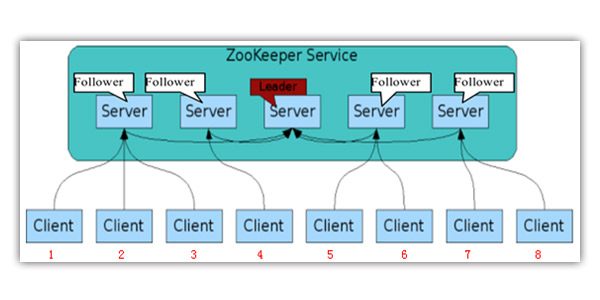 ZooKeeper Service
Follower Follower Leader Follower Follower
Server Server Server Server Server
Client Client Client Client Client Client Client Client
1 2 3 4 5 6 7 8